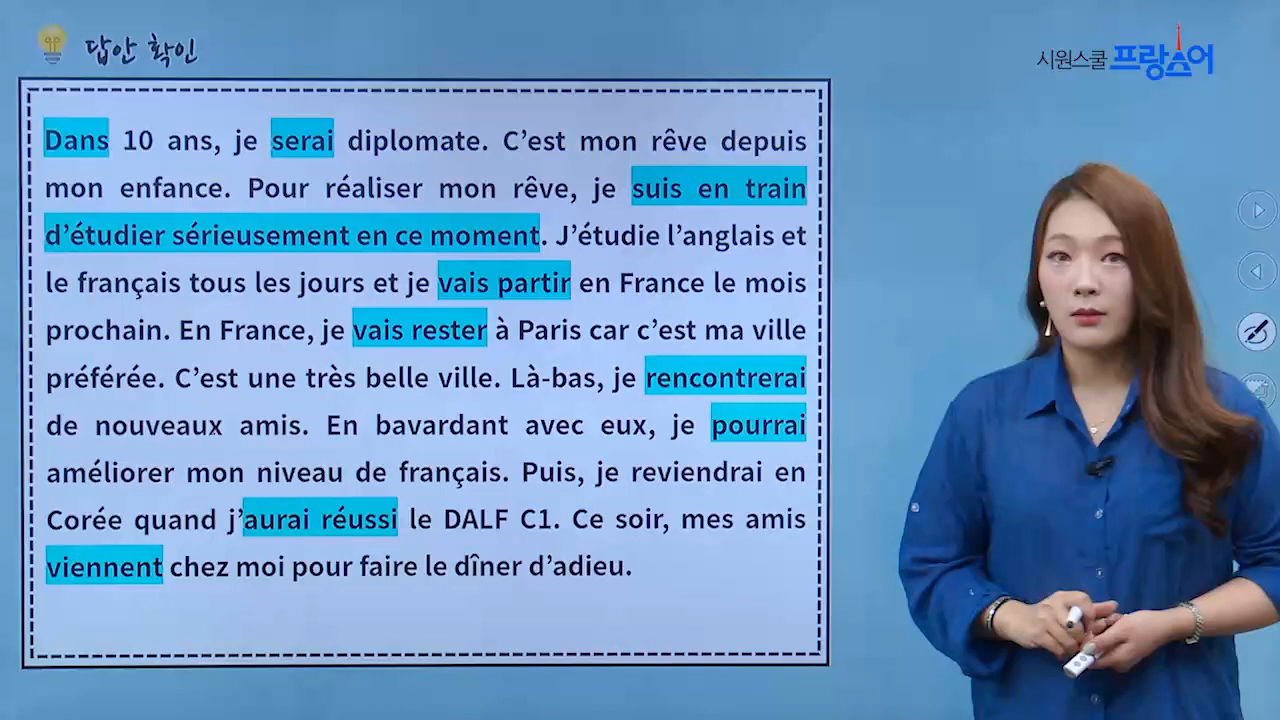 답안 확인
시원스쿨 프랑스어
Dans 10 ans, je serai diplomate. C’est mon rêve depuis
mon enfance. Pour réaliser mon rêve, je suis en train
d’étudier sérieusement en ce moment. J’étudie l’anglais et
le français tous les jours et je vais partir en France le mois
prochain. En France, je vais rester à Paris car c’est ma ville
préférée. C’est une très belle ville. Là-bas, je rencontrerai
de nouveaux amis. En bavardant avec eux, je pourrai
améliorer mon niveau de français. Puis, je reviendrai en
Corée quand j’aurai réussi le DALF C1. Ce soir, mes amis
viennent chez moi pour faire le dîner d’adieu.